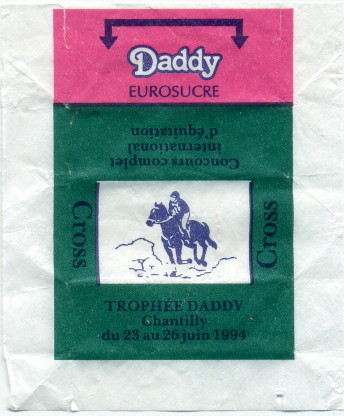 Daddy
EUROSUCRE
Concours complet
international
d'équitation
Cross
Cross
TROPHÉE DADDY
Chantilly
du 23 au 26 juin 1994